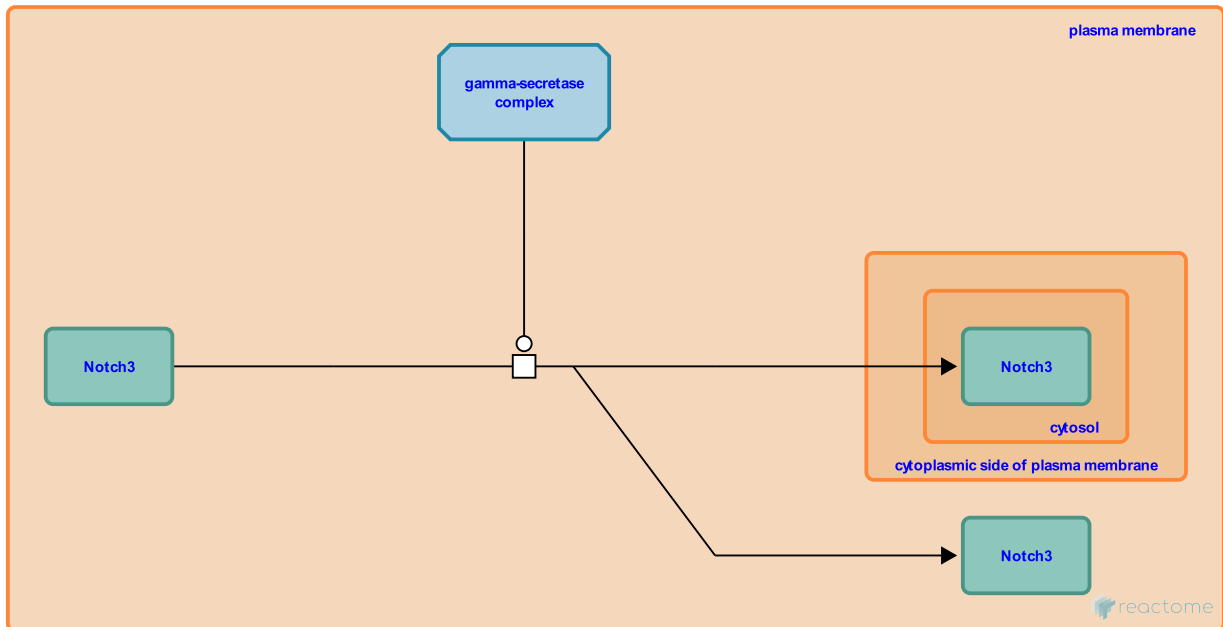 plasma membrane
gamma-secretase
complex
Notch3
Notch3
cytosol
cytoplasmic side of plasma membrane
Notch3
reactome